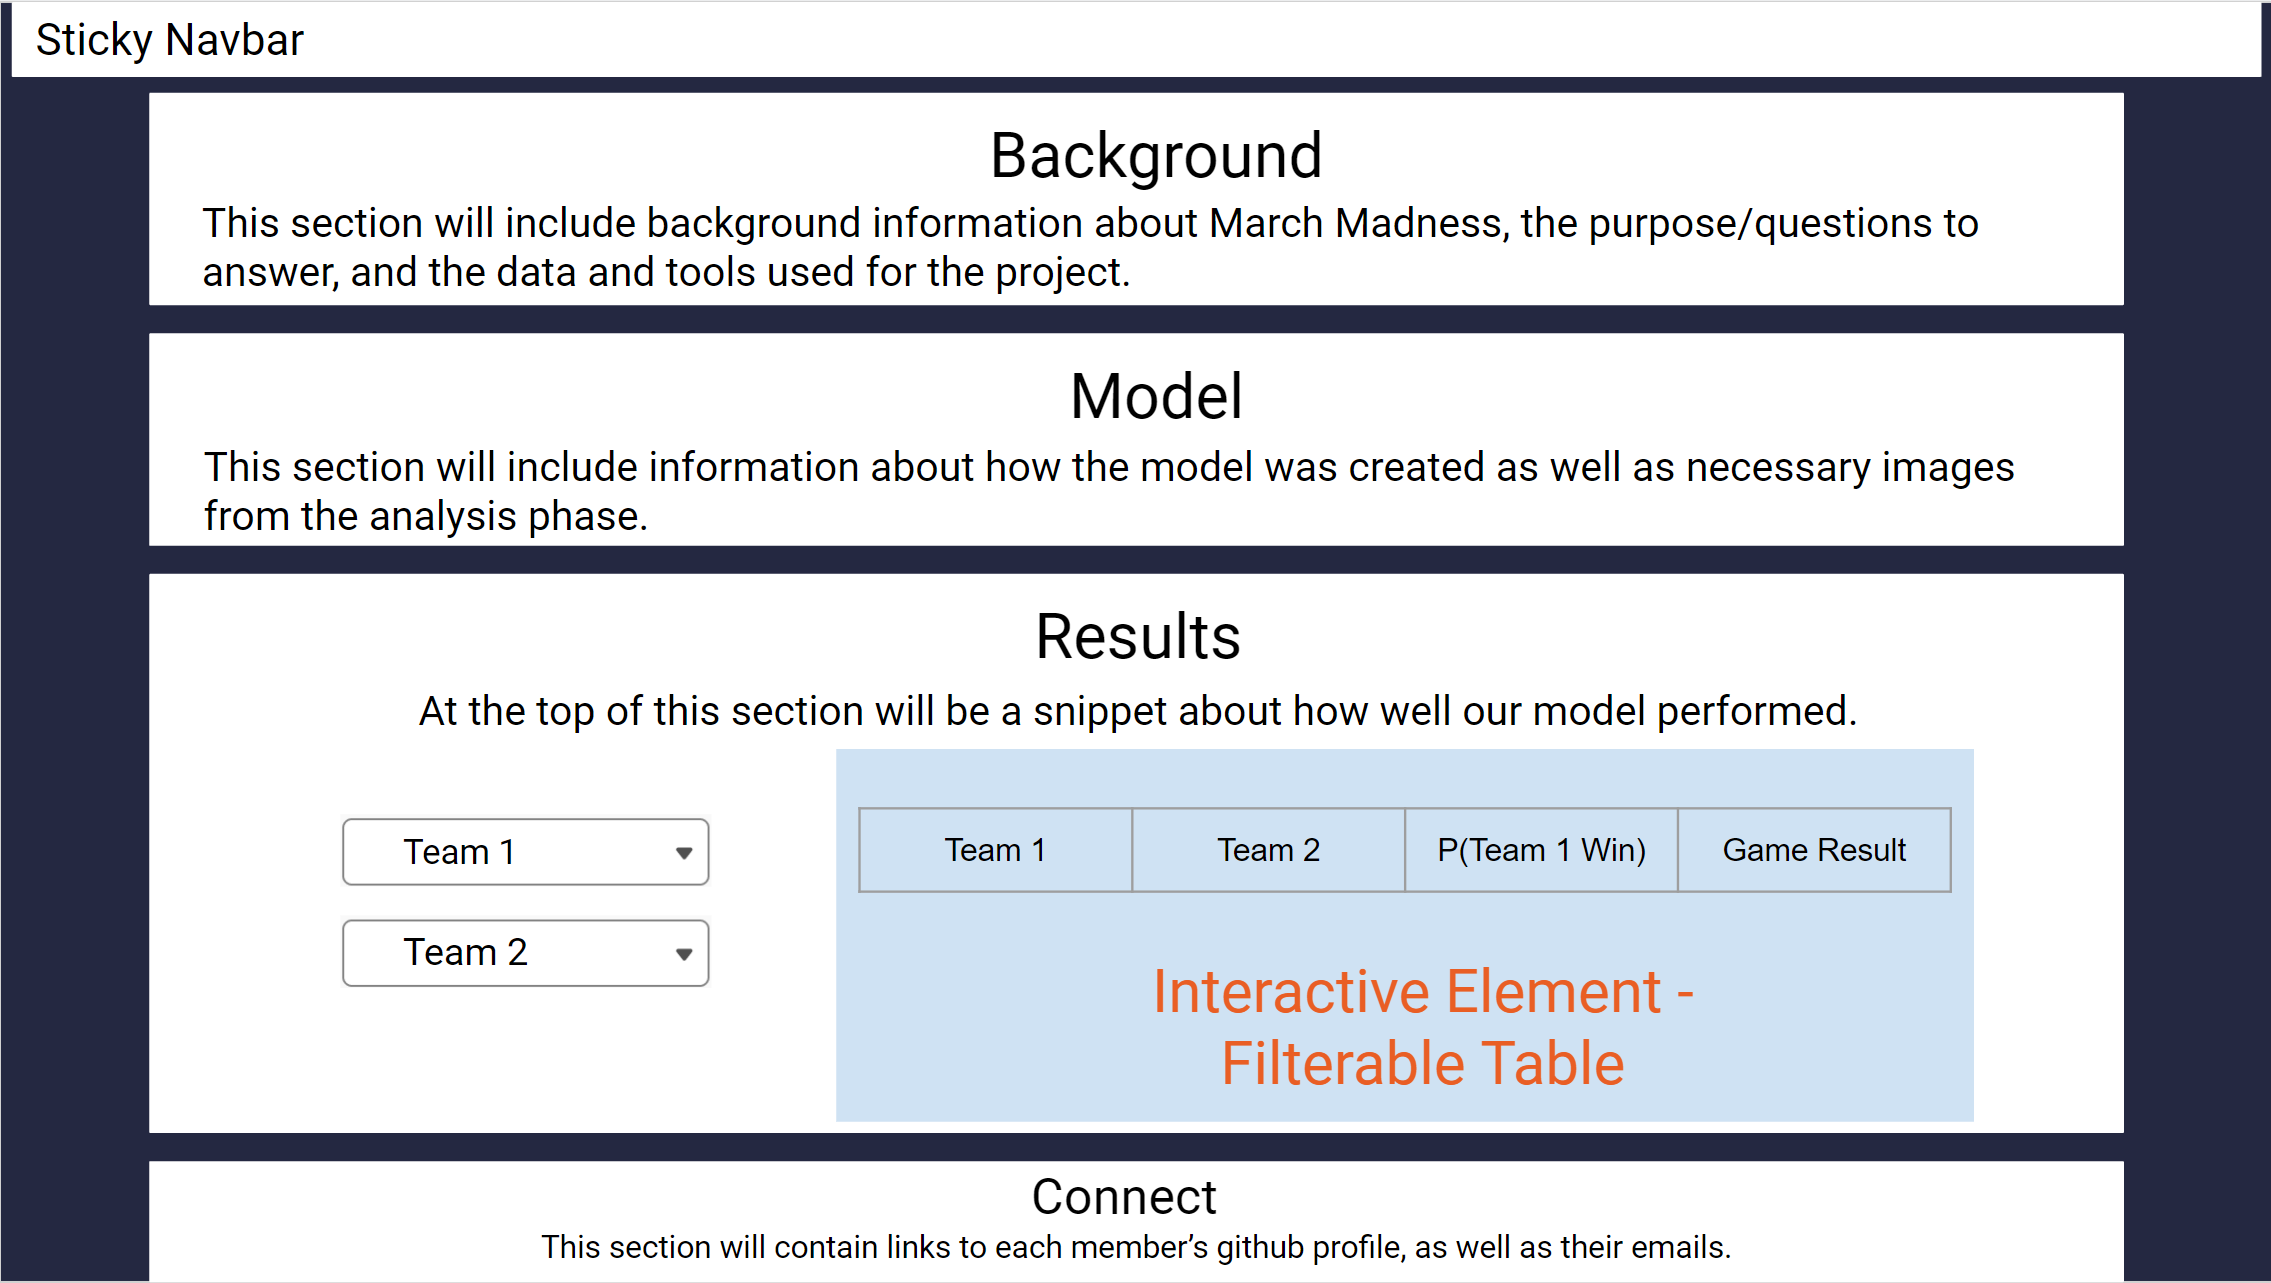 Sticky Navbar
Background
This section will include background information about March Madness, the purpose/questions to
answer, and the data and tools used for the project.
Model
This section will include information about how the model was created as well as necessary images
from the analysis phase.
Results
At the top of this section will be a snippet about how well our model performed.
Team 1
Team 2
Team 1 Team 2 P(Team 1 Win) Game Result
Interactive Element -
Filterable Table
Connect
This section will contain links to each member’s github profile, as well as their emails.